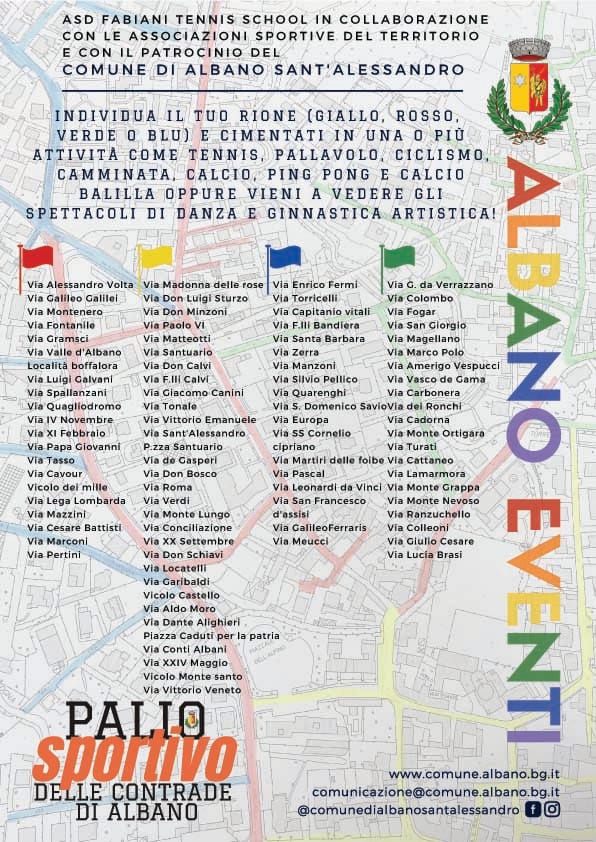 ASD FABIANI TENNIS SCHOOL IN COLLABORAZIONE
CON LE ASSOCIAZIONI SPORTIVE DEL TERRITORIO
E CON IL PATROCINIO DEL
COMUNE DI ALBANO SANT'ALESSANDRO
INDIVIDUA IL TUO RIONE (GIALLO, ROSSO,
VERDE O BLU) E CIMENTATI IN UNA O PIÙ
ATTIVITÀ COME TENNIS, PALLAVOLO, CICLISMO,
CAMMINATA, CALCIO, PING PONG E CALCIO
BALILLA OPPURE VIENI A VEDERE GLI
SPETTACOLI DI DANZA E GINNASTICA ARTISTICA!
Via Alessandro Volta
Via Galileo Galilei
Via Montenero
Via Fontanile
Via Gramsci
Via Valle d'Albano
Località boffalora
Via Luigi Galvani
Via Spallanzani
Via Quagliodromo
Via IV Novembre
Via XI Febbraio
Via Papa Giovanni
Via Tasso
Via Cavour
Vicolo dei mille
Via Lega Lombarda
Via Mazzini
Via Cesare Battisti
Via Marconi
Via Pertini
Via Madonna delle rose
Via Don Luigi Sturzo
Via Don Minzoni
Via Paolo VI
Via Matteotti
Via Santuario
Via Don Calvi
Via F.lli Calvi
Via Giacomo Canini
Via Tonale
Via Vittorio Emanuele
Via Sant'Alessandro
P.zza Santuario
Via de Gasperi
Via Don Bosco
Via Roma
Via Verdi
Via Monte Lungo
Via Conciliazione
Via XX Settembre
Via Don Schiavi
Via Locatelli
Via Garibaldi
Vicolo Castello
Via Aldo Moro
Via Dante Alighieri
Piazza Caduti per la patria
Via Conti Albani
Via XXIV Maggio
Vicolo Monte santo
Via Vittorio Veneto
Via Enrico Fermi
Via Torricelli
Via Capitanio vitali
Via F.lli Bandiera
Via Santa Barbara
Via Zerra
Via Manzoni
Via Silvio Pellico
Via Quarenghi
Via S. Domenico Savio
Via Europa
Via SS Cornelio
cipriano
Via Martiri delle foibe
Via Pascal
Via Leonardi da Vinci
Via San Francesco
d'assisi
Via GalileoFerraris
Via Meucci
Via G. da Verrazzano
Via Colombo
Via Fogar
Via San Giorgio
Via Magellano
Via Marco Polo
Via Amerigo Vespucci
Via Vasco de Gama
Via Carbonera
Via dei Ronchi
Via Cadorna
Via Monte Ortigara
Via Turati
Via Cattaneo
Via Lamarmora
Via Monte Grappa
Via Monte Nevoso
Via Ranzuchello
Via Colleoni
Via Giulio Cesare
Via Lucia Brasi
ALBANO EVENTI
PALIO
sportivo
DELLE CONTRADE
DI ALBANO
www.comune.albano.bg.it
comunicazione@comune.albano.bg.it
@comunedialbanosantalessandro